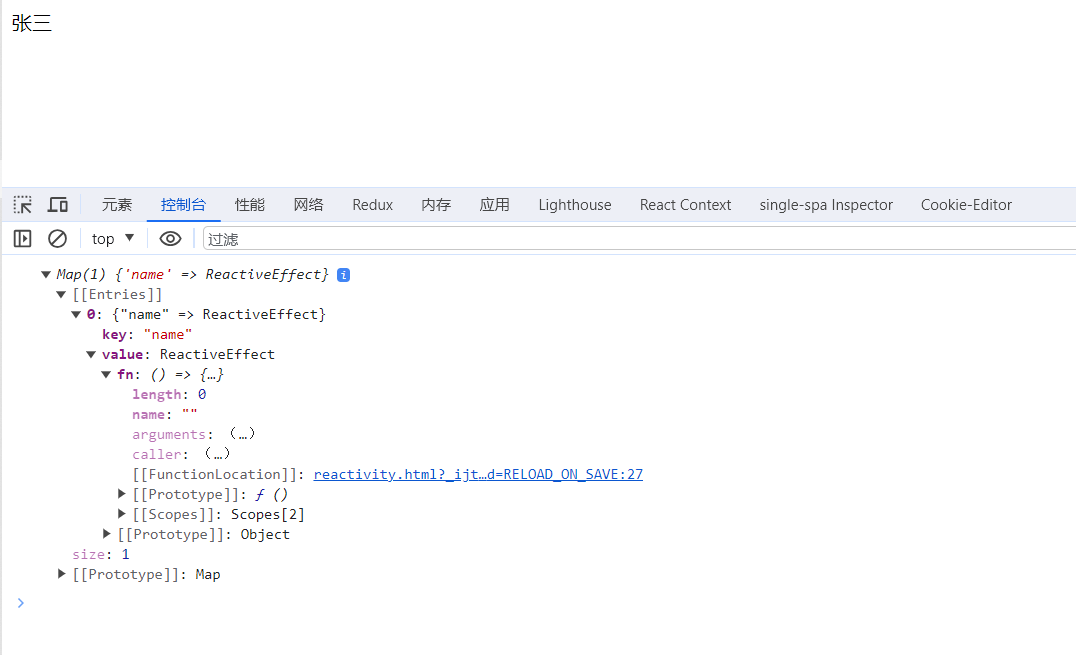 张三
元素 控制台 性能 网络 Redux 内存 应用 Lighthouse React Context single-spa Inspector Cookie-Editor
top ▼ 过滤
▼ Map(1) {'name' => ReactiveEffect} i
▼ [[Entries]]
▼ 0: {"name" => ReactiveEffect}
key: "name"
▼ value: ReactiveEffect
▼ fn: () => {…}
length: 0
name: ""
arguments: (…)
caller: (…)
[[FunctionLocation]]: reactivity.html?_ijt…d=RELOAD_ON_SAVE:27
▶ [[Prototype]]: ƒ ()
▶ [[Scopes]]: Scopes[2]
▶ [[Prototype]]: Object
size: 1
▶ [[Prototype]]: Map
>